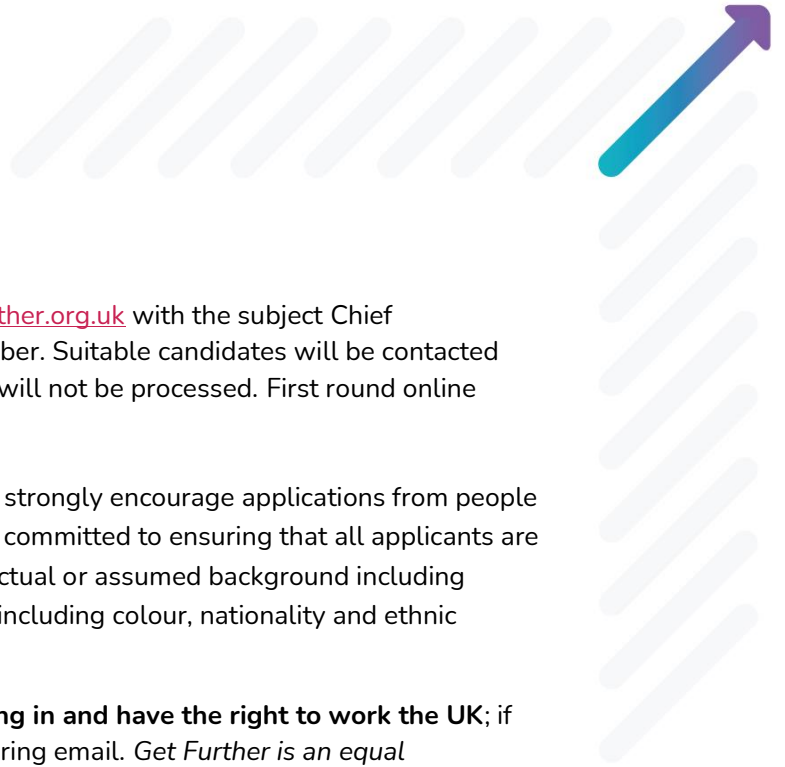 ther.org.uk with the subject Chief
ber. Suitable candidates will be contacted
will not be processed. First round online
strongly encourage applications from people
committed to ensuring that all applicants are
ctual or assumed background including
including colour, nationality and ethnic
ng in and have the right to work the UK; if
ring email. Get Further is an equal